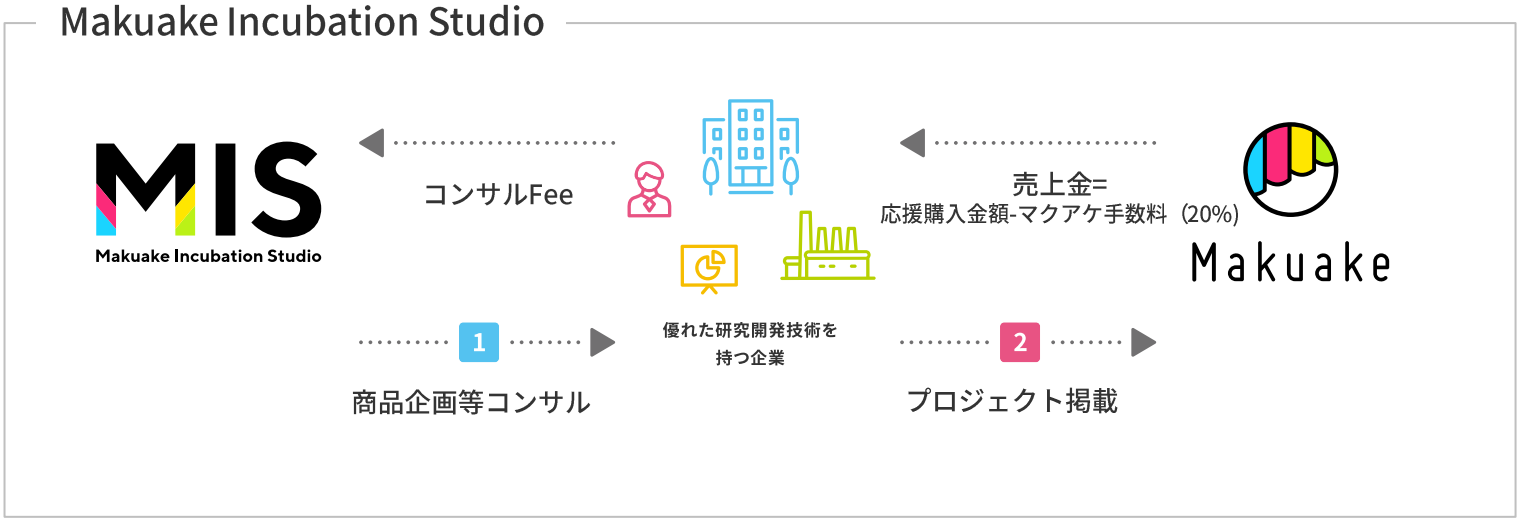 Makuake Incubation Studio
MIS
Makuake Incubation Studio
コンサルFee
売上金=
応援購入金額-マクアケ手数料（20%)
Makuake
1
商品企画等コンサル
優れた研究開発技術を
持つ企業
2
プロジェクト掲載